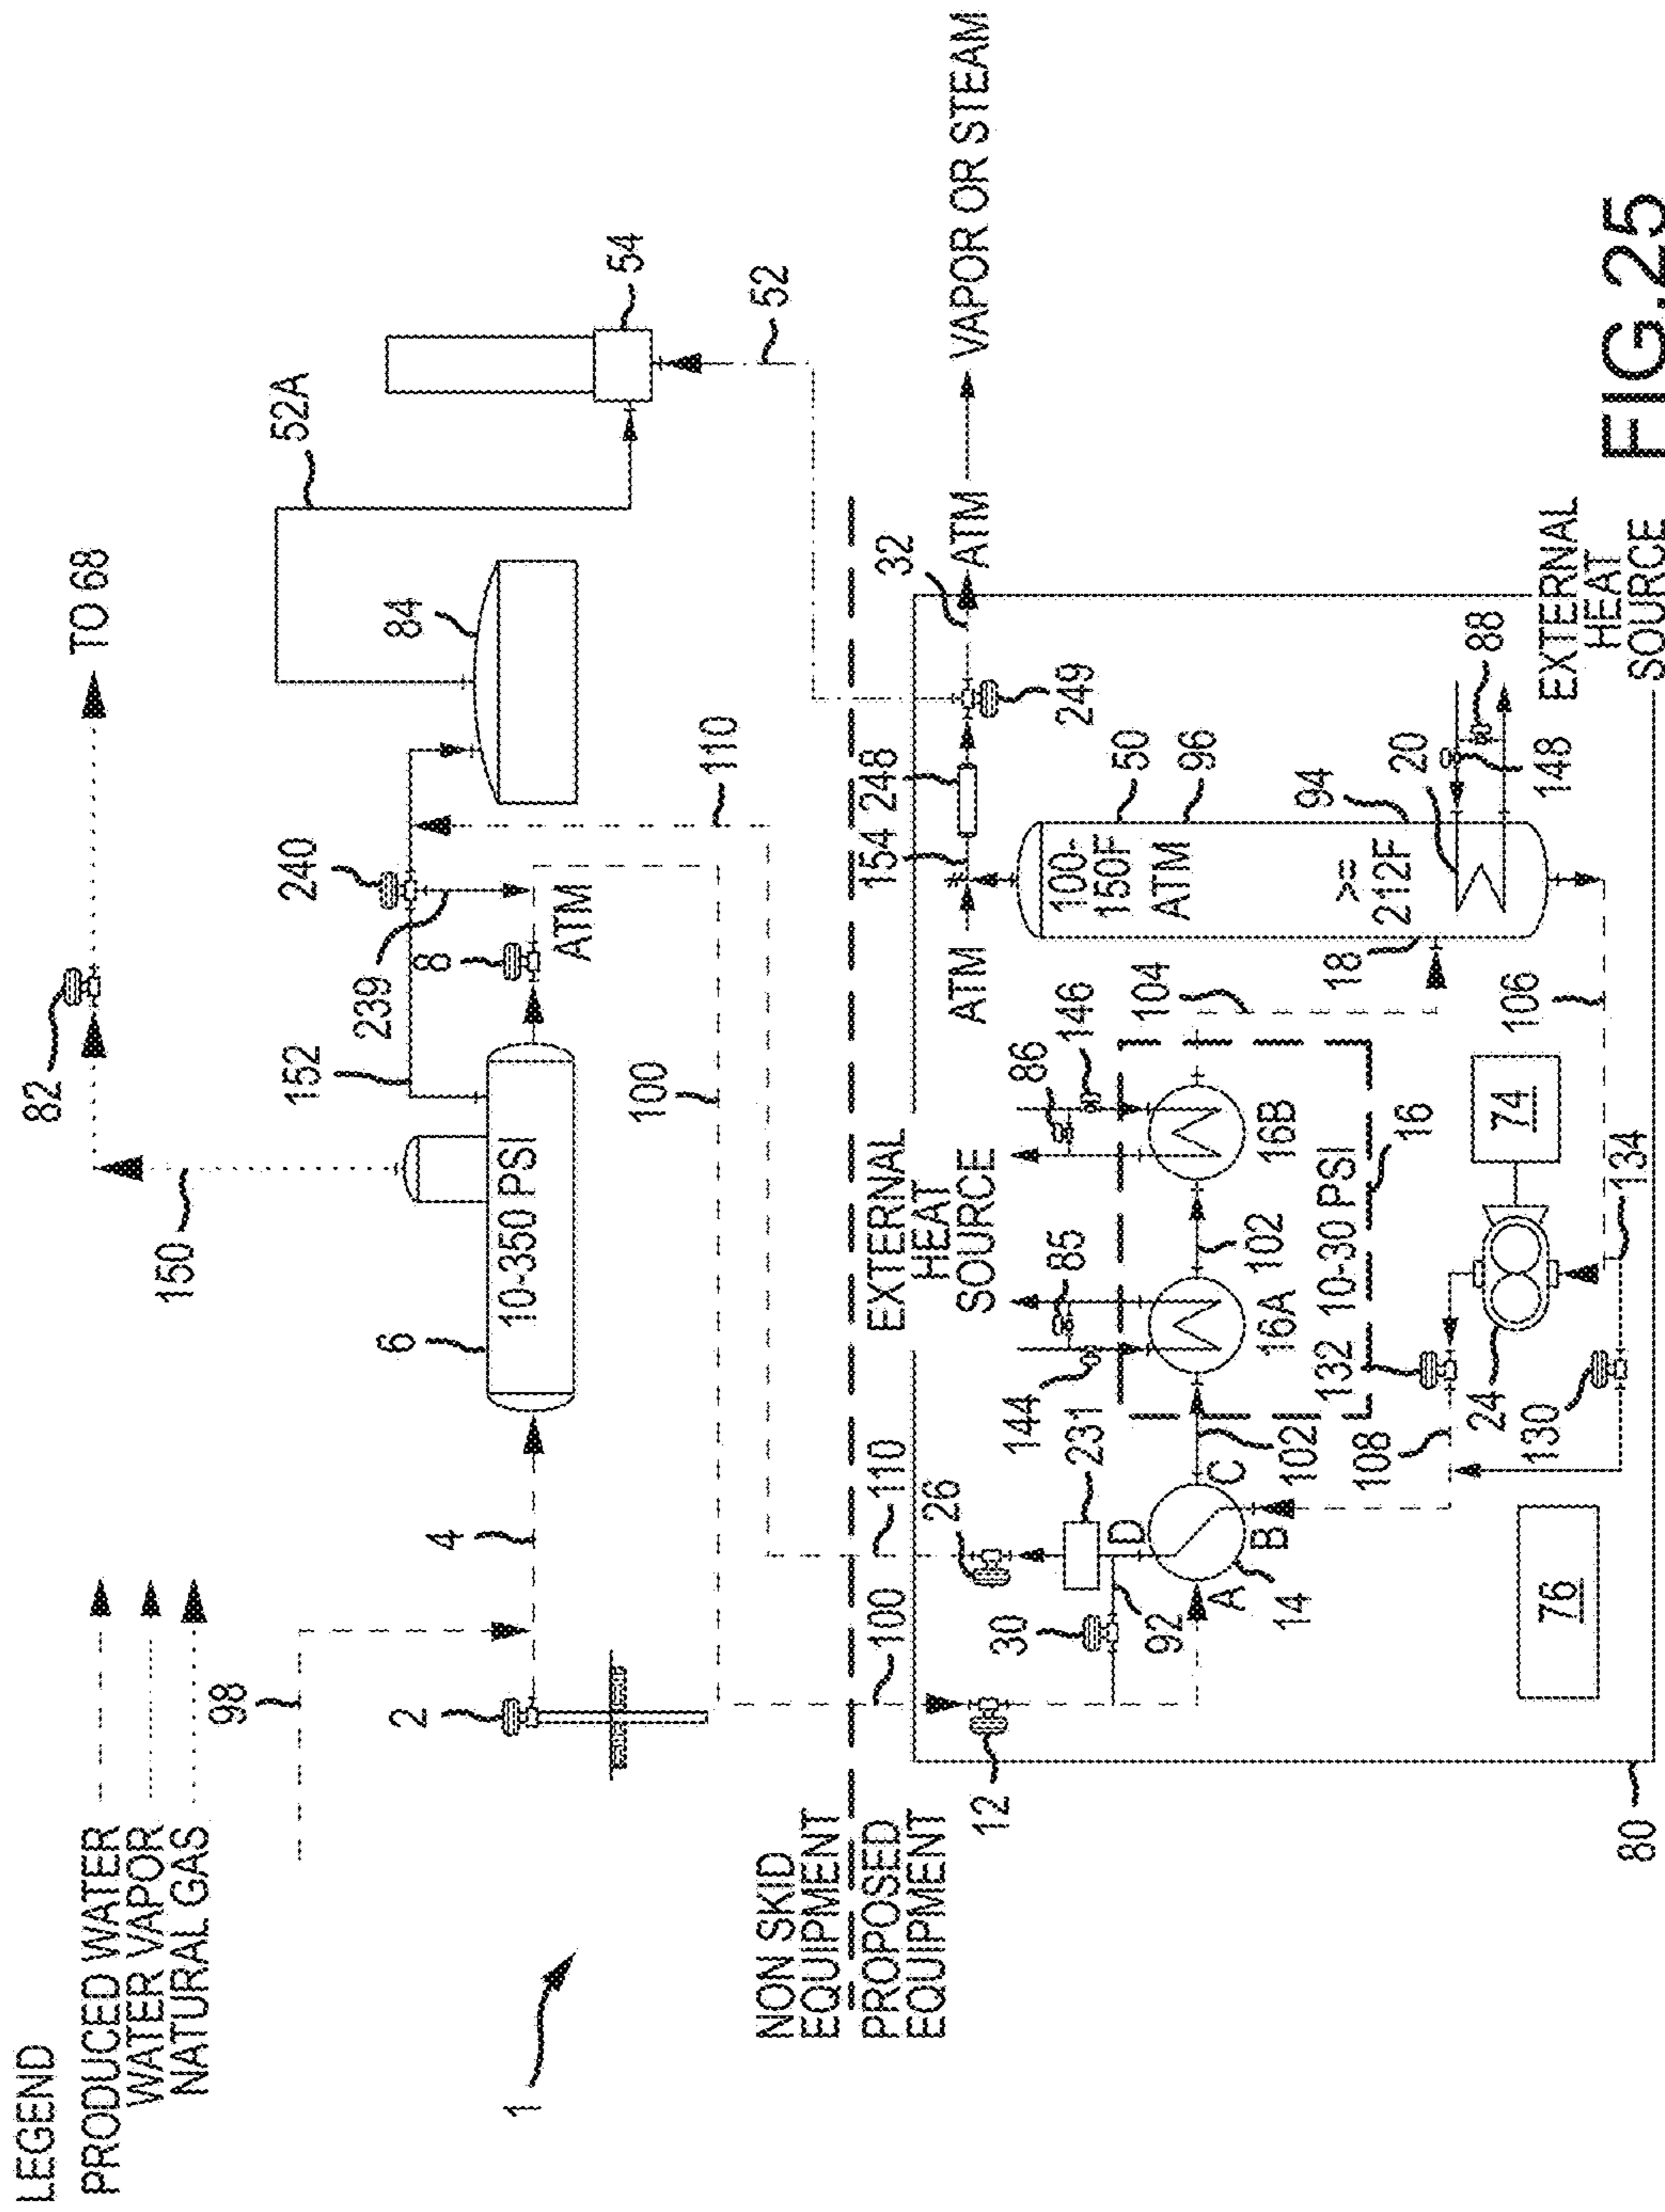 LEGEND
PRODUCED WATER
WATER VAPOR
NATURAL GAS
98
1
2
4
150
82
TO 68
6
10-350 PSI
152
239
240
8
ATM
84
52A
54
52
100
110
NON SKID
EQUIPMENT
PROPOSED
EQUIPMENT
100
110
12
26
30
92
231
D
A
B
C
14
102
EXTERNAL
HEAT
SOURCE
144
85
86
146
16A
102
16B
10-30 PSI
16
104
ATM
154
248
249
32
ATM
VAPOR OR STEAM
50
96
100-
150F
ATM
>=
212F
94
18
20
148
88
EXTERNAL
HEAT
SOURCE
106
74
134
24
132
130
108
76
80
FIG.25